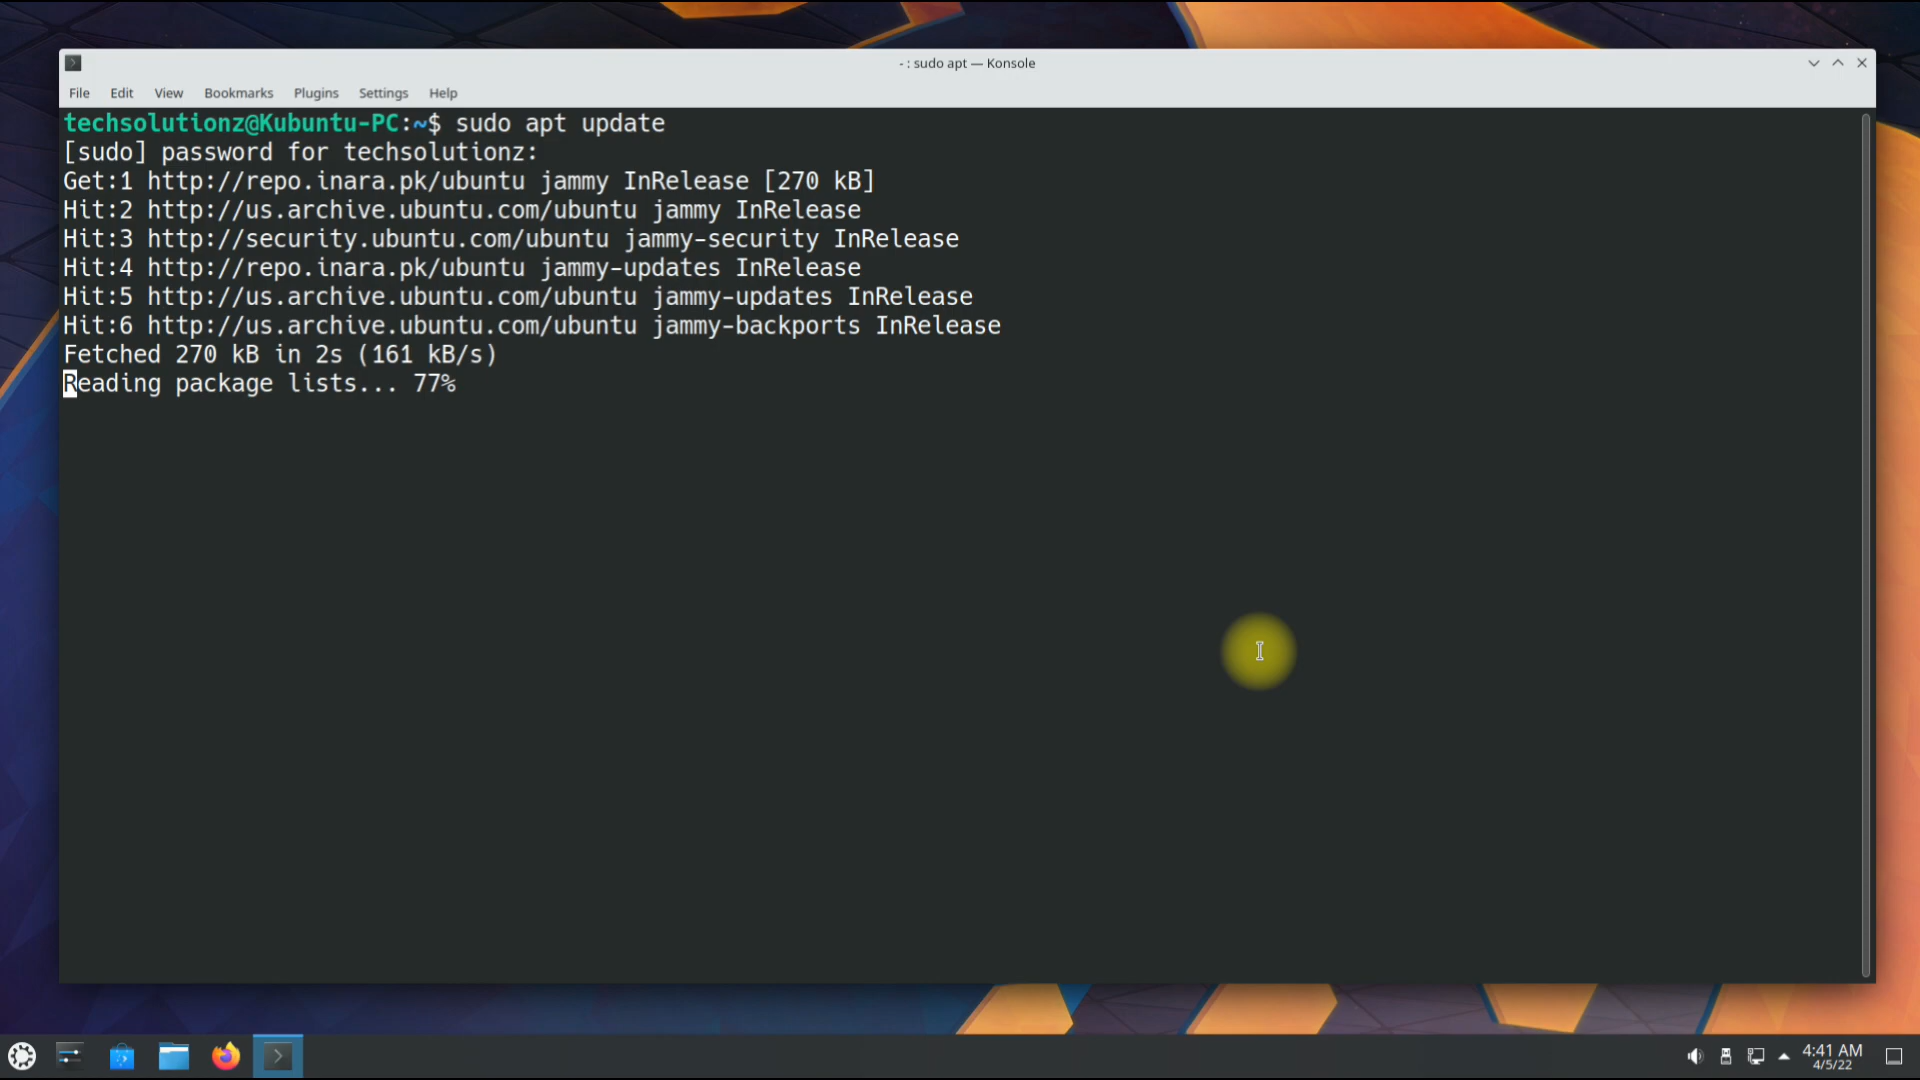 - : sudo apt — Konsole
File Edit View Bookmarks Plugins Settings Help
techsolutionz@Kubuntu-PC:~$ sudo apt update
[sudo] password for techsolutionz:
Get:1 http://repo.inara.pk/ubuntu jammy InRelease [270 kB]
Hit:2 http://us.archive.ubuntu.com/ubuntu jammy InRelease
Hit:3 http://security.ubuntu.com/ubuntu jammy-security InRelease
Hit:4 http://repo.inara.pk/ubuntu jammy-updates InRelease
Hit:5 http://us.archive.ubuntu.com/ubuntu jammy-updates InRelease
Hit:6 http://us.archive.ubuntu.com/ubuntu jammy-backports InRelease
Fetched 270 kB in 2s (161 kB/s)
Reading package lists... 77%
4:41 AM
4/5/22